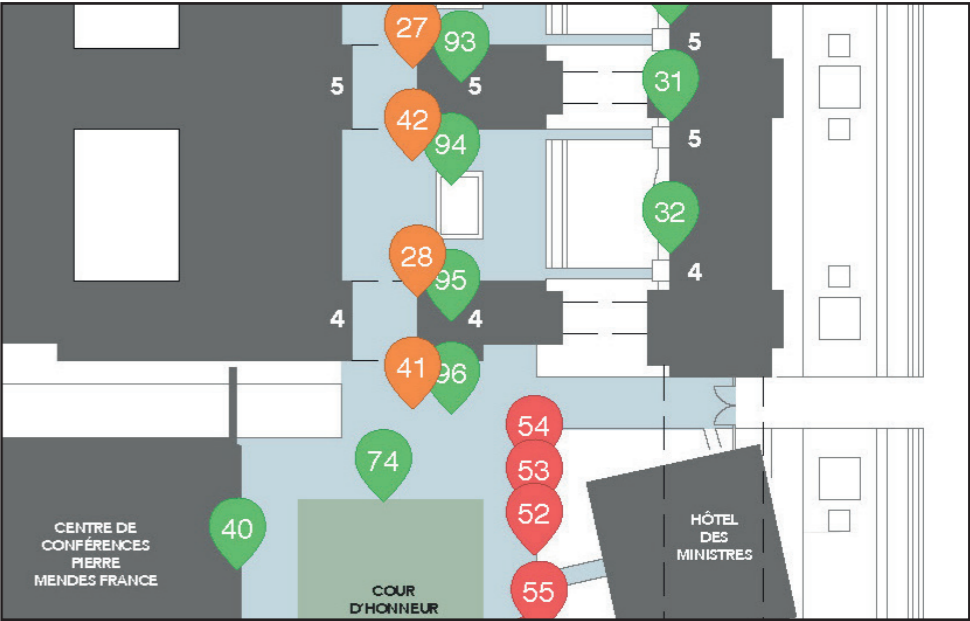 27
93
5
5
5
31
42
94
5
32
28
95
4
4
4
41
96
54
74
53
52
40
55
CENTRE DE
CONFÉRENCES
PIERRE
MENDES FRANCE
HÔTEL
DES
MINISTRES
COUR
D'HONNEUR